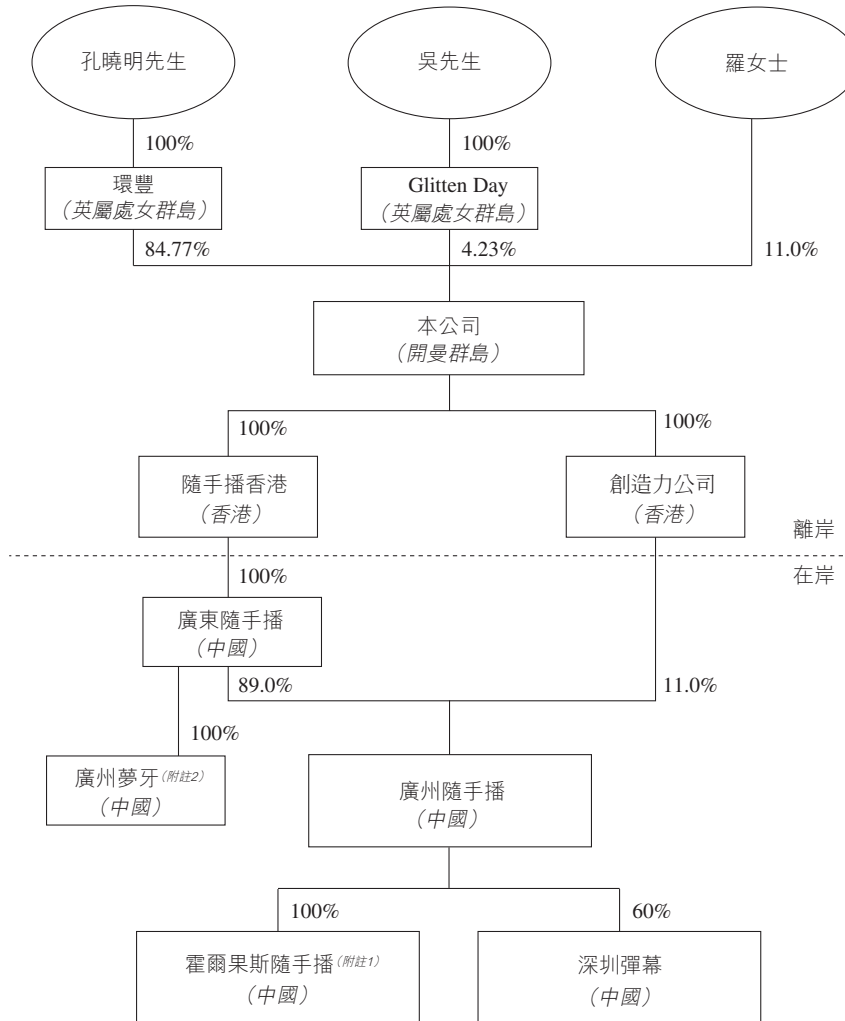 孔曉明先生
吳先生
羅女士
100%
100%
環豐
（英屬處女群島）
Glitten Day
（英屬處女群島）
84.77%
4.23%
11.0%
本公司
（開曼群島）
100%
100%
隨手播香港
（香港）
創造力公司
（香港）
離岸
在岸
100%
廣東隨手播
（中國）
89.0%
11.0%
100%
廣州夢牙（附註2）
（中國）
廣州隨手播
（中國）
100%
60%
霍爾果斯隨手播（附註1）
（中國）
深圳彈幕
（中國）